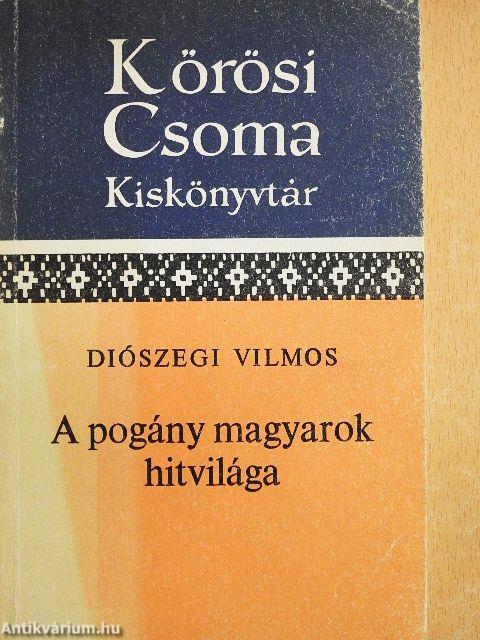 Kőrösi
Csoma
Kiskönyvtár
DIÓSZEGI VILMOS
A pogány magyarok
hitvilága
Antikvárium.hu